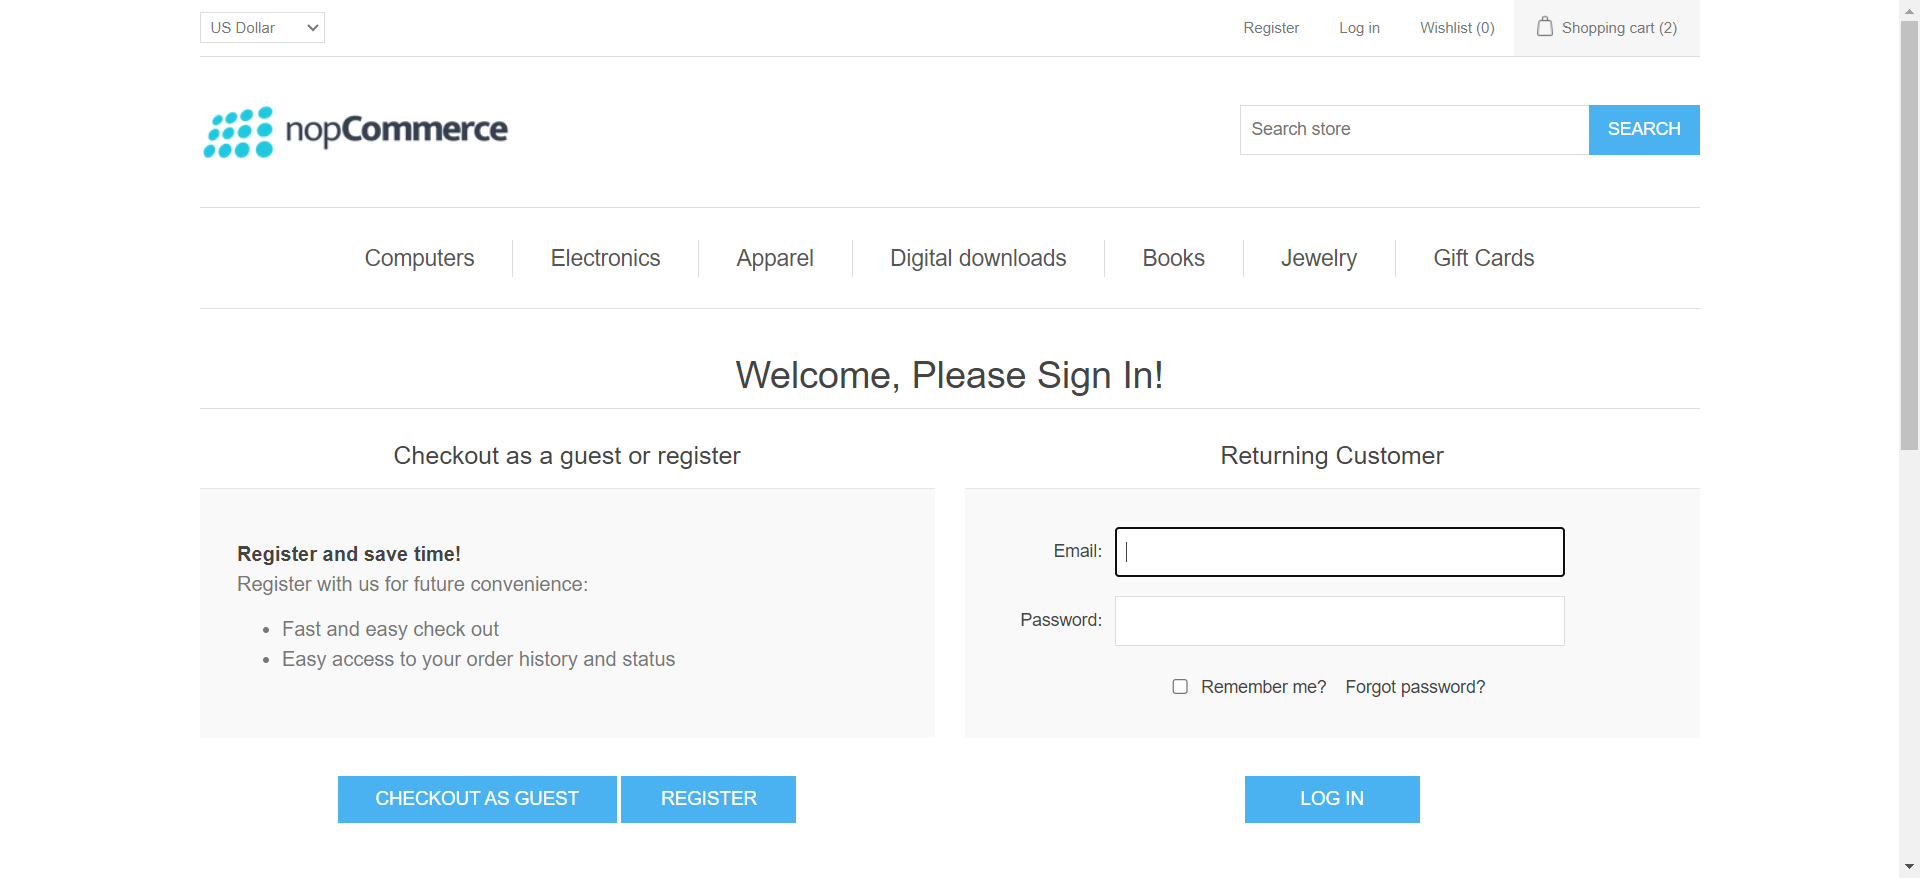 US Dollar
Register
Log in
Wishlist (0)
Shopping cart (2)
nopCommerce
Search store
SEARCH
Computers
Electronics
Apparel
Digital downloads
Books
Jewelry
Gift Cards
Welcome, Please Sign In!
Checkout as a guest or register
Register and save time!
Register with us for future convenience:
Fast and easy check out
Easy access to your order history and status
CHECKOUT AS GUEST
REGISTER
Returning Customer
Email:
Password:
Remember me?
Forgot password?
LOG IN